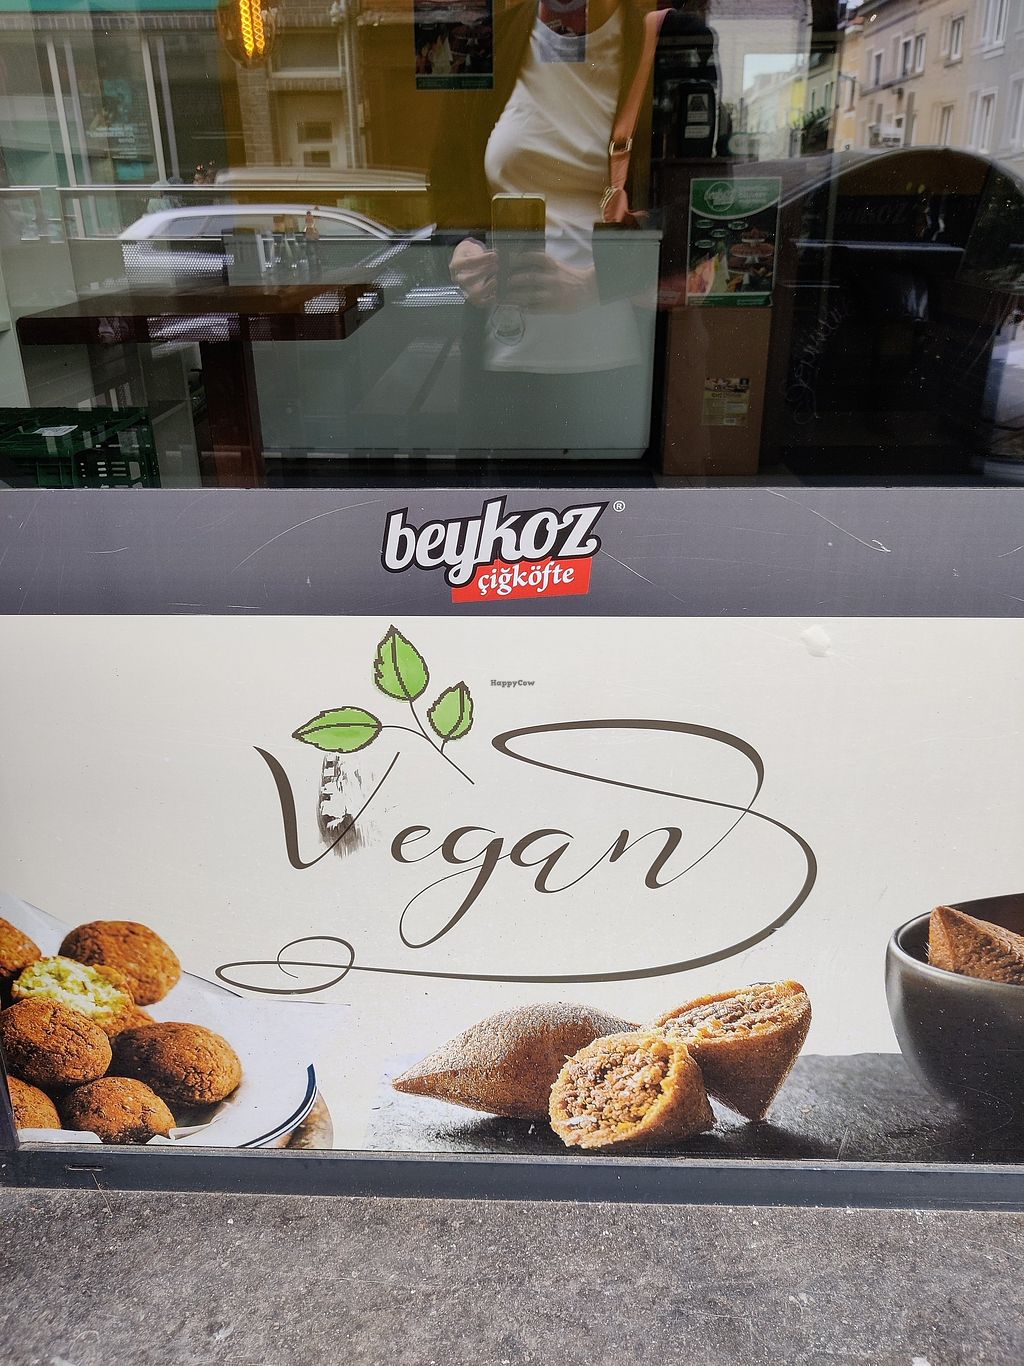 beykoz®
çiğköfte
HappyCow
Vegan